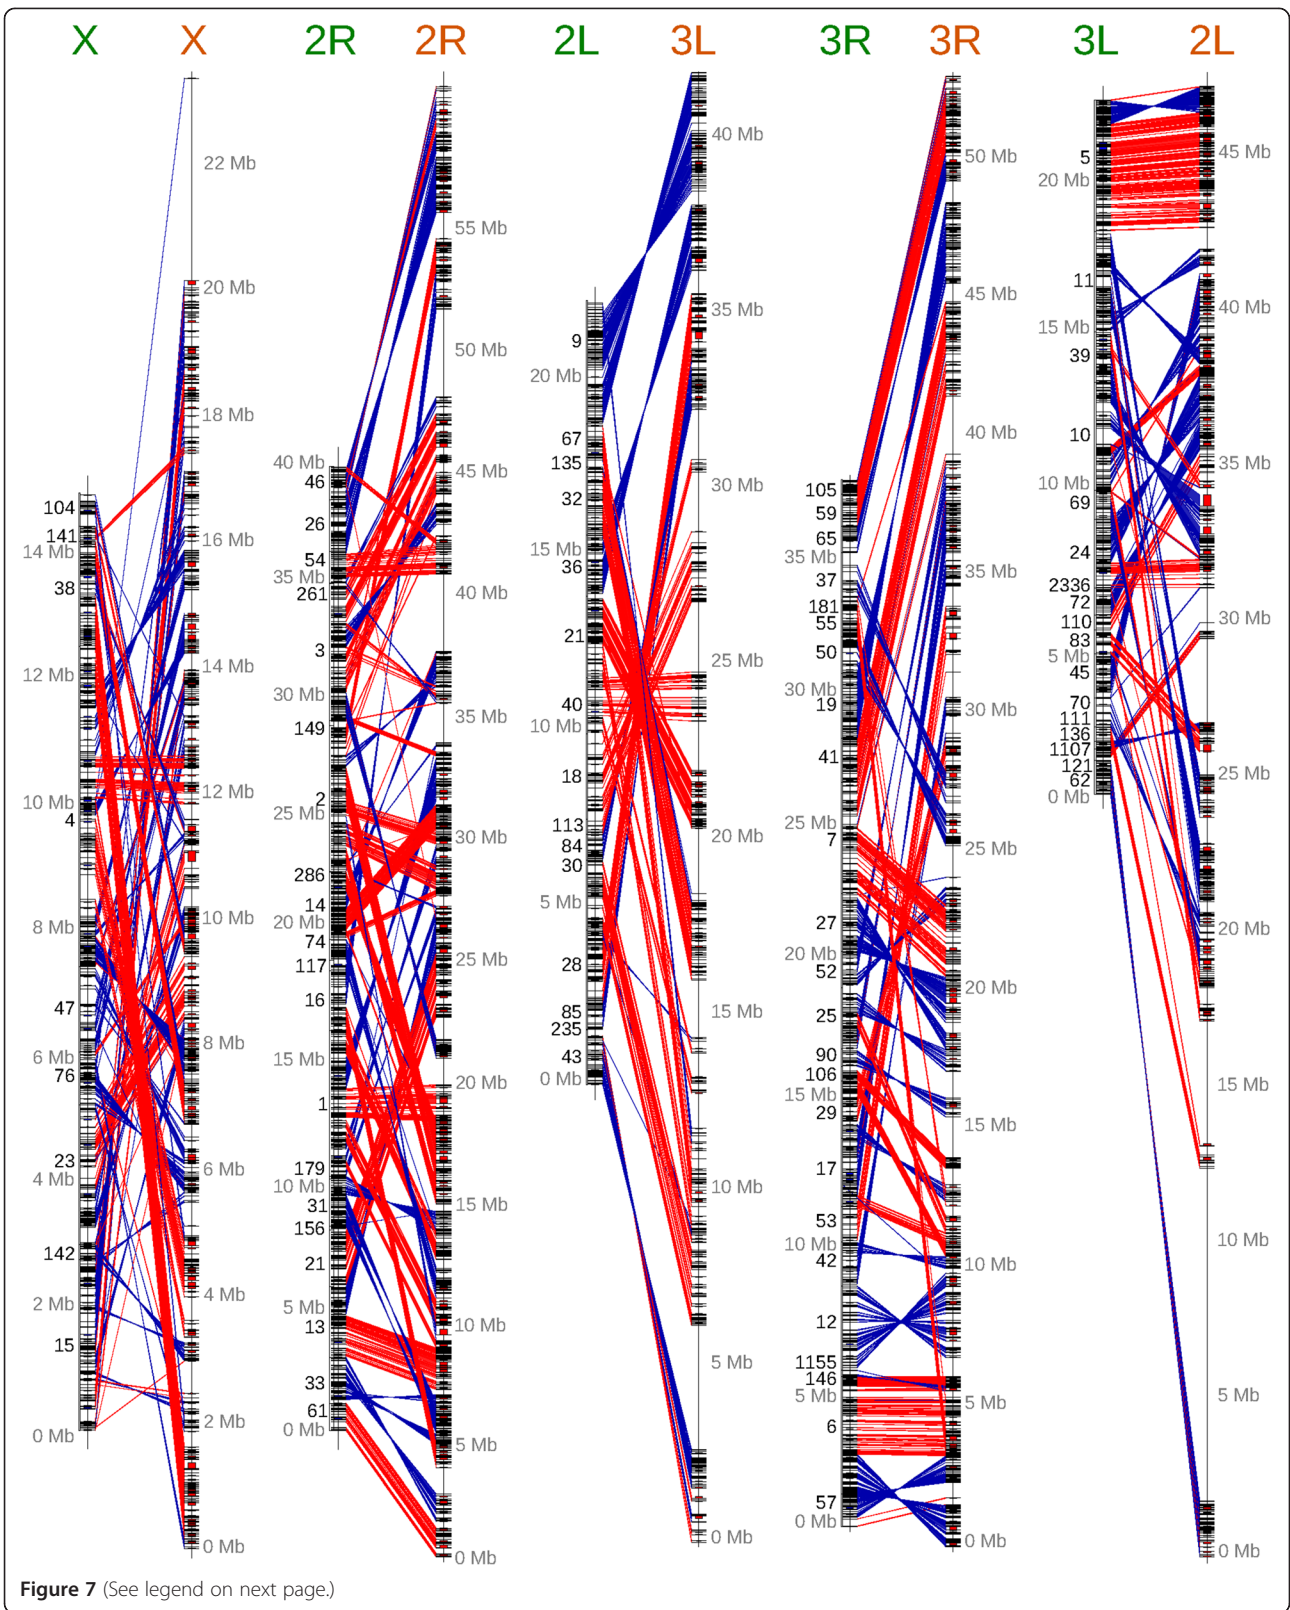 X X 2R 2R 2L 3L 3R 3R 3L 2L
104
141
14 Mb
38
12 Mb
10 Mb
4
8 Mb
47
6 Mb
76
23
4 Mb
142
2 Mb
15
0 Mb
22 Mb
20 Mb
18 Mb
16 Mb
14 Mb
12 Mb
10 Mb
8 Mb
6 Mb
4 Mb
2 Mb
0 Mb
40 Mb
46
26
54
35 Mb
261
3
30 Mb
149
2
25 Mb
286
14
20 Mb
74
117
16
15 Mb
1
179
10 Mb
31
156
21
5 Mb
13
33
61
0 Mb
55 Mb
50 Mb
45 Mb
40 Mb
35 Mb
30 Mb
25 Mb
20 Mb
15 Mb
10 Mb
5 Mb
0 Mb
9
20 Mb
67
135
32
15 Mb
36
21
40
10 Mb
18
113
84
30
5 Mb
28
85
235
43
0 Mb
40 Mb
35 Mb
30 Mb
25 Mb
20 Mb
15 Mb
10 Mb
5 Mb
0 Mb
105
59
65
35 Mb
37
181
55
50
30 Mb
19
41
25 Mb
7
27
20 Mb
52
25
90
106
15 Mb
29
17
53
10 Mb
42
12
1155
146
5 Mb
6
57
0 Mb
50 Mb
45 Mb
40 Mb
35 Mb
30 Mb
25 Mb
20 Mb
15 Mb
10 Mb
5 Mb
0 Mb
5
20 Mb
11
15 Mb
39
10
10 Mb
69
24
2336
72
110
83
5 Mb
45
70
111
136
1107
121
62
0 Mb
45 Mb
40 Mb
35 Mb
30 Mb
25 Mb
20 Mb
15 Mb
10 Mb
5 Mb
0 Mb
Figure 7 (See legend on next page.)